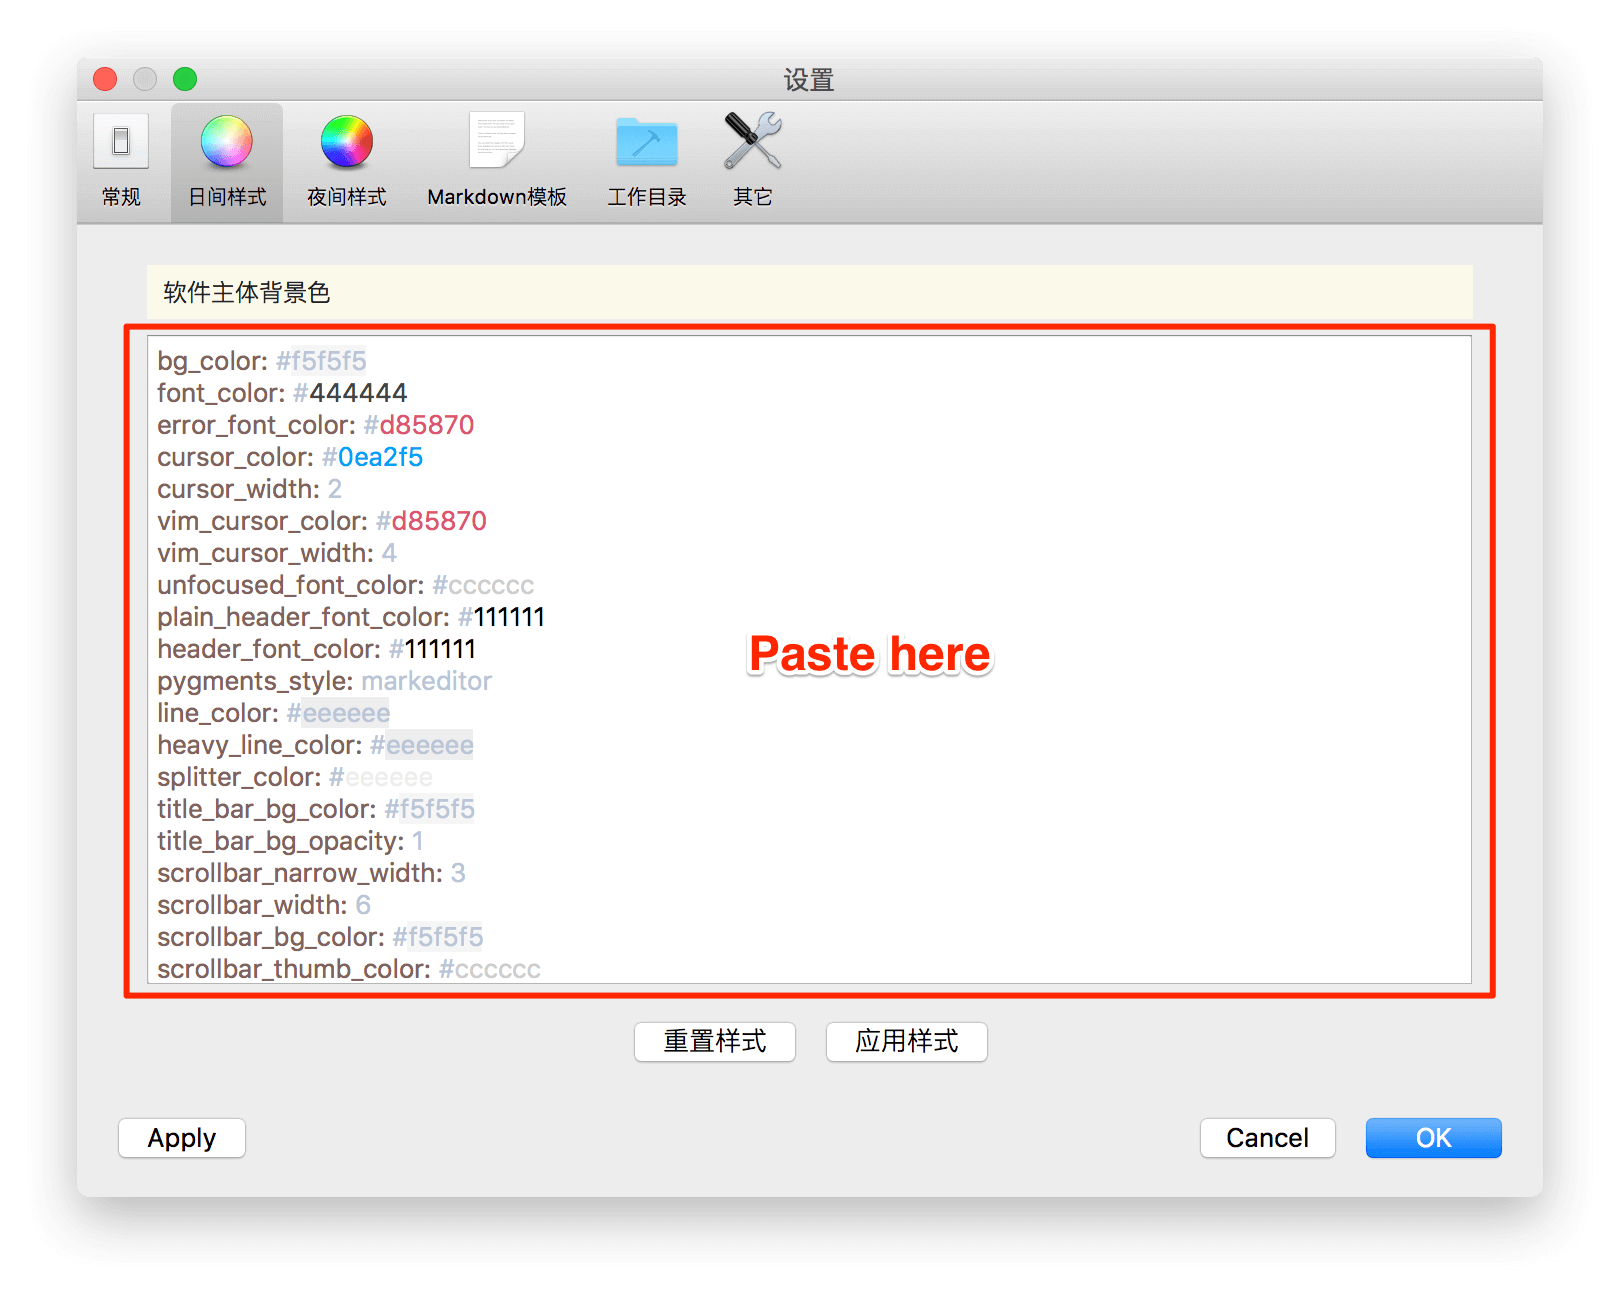 设置
常规 日间样式 夜间样式 Markdown模板 工作目录 其它
软件主体背景色
bg_color: #f5f5f5
font_color: #444444
error_font_color: #d85870
cursor_color: #0ea2f5
cursor_width: 2
vim_cursor_color: #d85870
vim_cursor_width: 4
unfocused_font_color: #cccccc
plain_header_font_color: #111111
header_font_color: #111111
Paste here
pygments_style: markeditor
line_color: #eeeeee
heavy_line_color: #eeeeee
splitter_color: #eeeeee
title_bar_bg_color: #f5f5f5
title_bar_bg_opacity: 1
scrollbar_narrow_width: 3
scrollbar_width: 6
scrollbar_bg_color: #f5f5f5
scrollbar_thumb_color: #cccccc
重置样式 应用样式
Apply Cancel OK